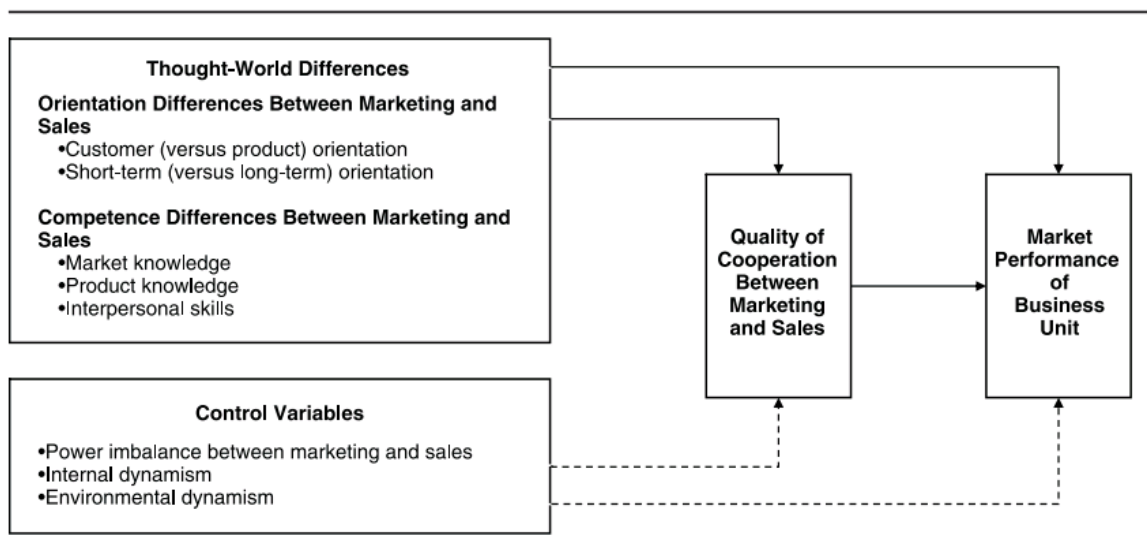 Thought-World Differences
Orientation Differences Between Marketing and
Sales
•Customer (versus product) orientation
•Short-term (versus long-term) orientation
Competence Differences Between Marketing and
Sales
•Market knowledge
•Product knowledge
•Interpersonal skills
Quality of
Cooperation
Between
Marketing
and Sales
Market
Performance
of
Business
Unit
Control Variables
•Power imbalance between marketing and sales
•Internal dynamism
•Environmental dynamism